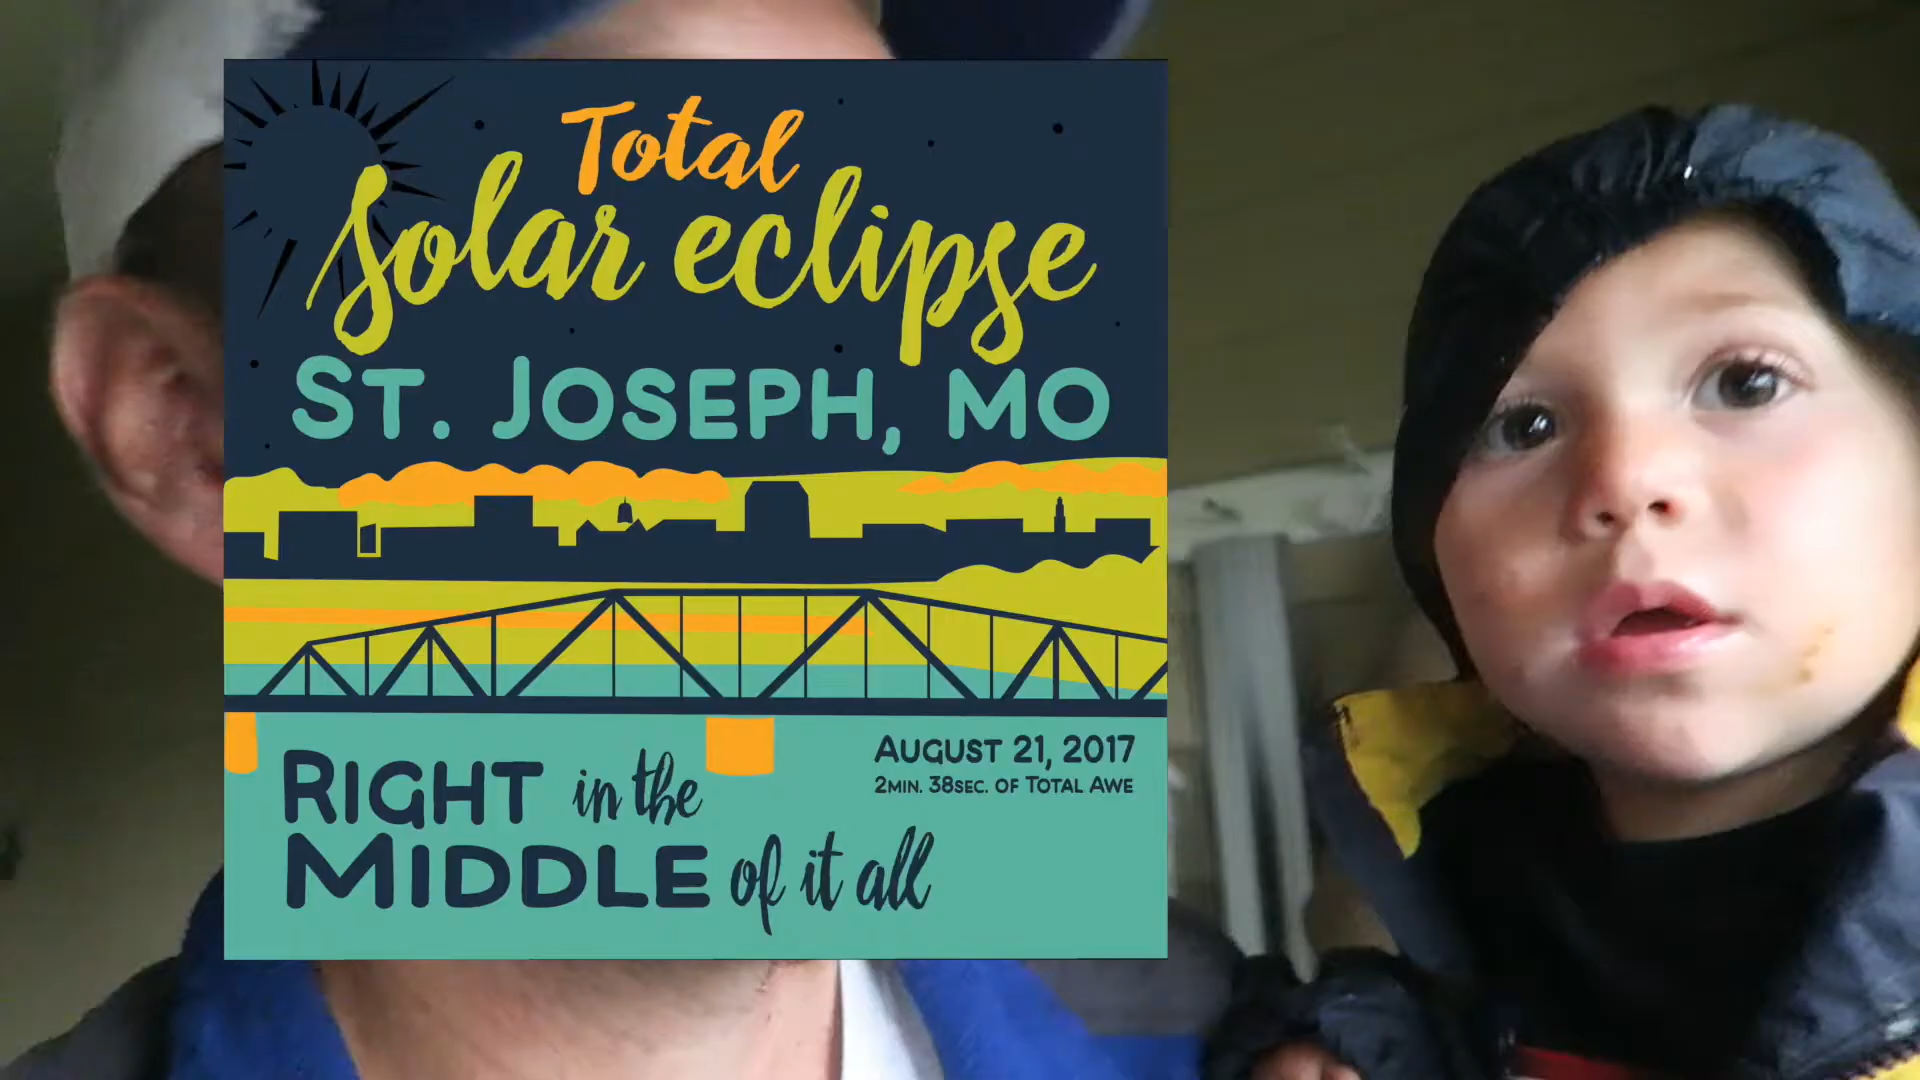 Total
Solar eclipse
ST. JOSEPH, MO
AUGUST 21, 2017
2MIN. 38SEC. OF TOTAL AWE
RIGHT in the
MIDDLE of it all